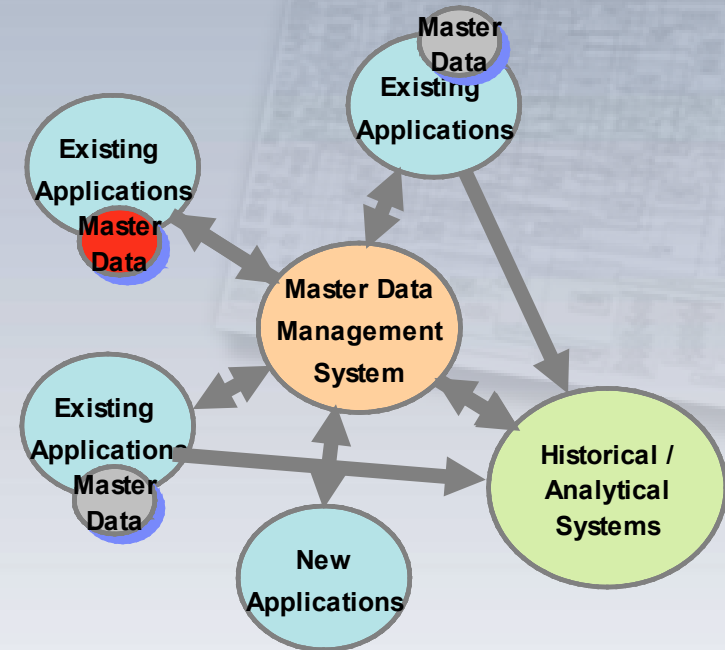 Master
Data
Existing
Applications
Existing
Applications
Master
Data
Master Data
Management
System
Existing
Applications
Master
Data
Historical /
Analytical
Systems
New
Applications